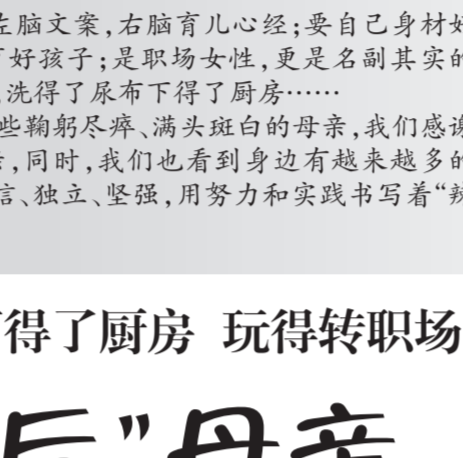 左脑文案,右脑育儿心经;要自己身材好
好孩子;是职场女性,更是名副其实的
洗得了尿布下得了厨房……
些鞠躬尽瘁、满头斑白的母亲,我们感谢
,同时,我们也看到身边有越来越多的
言、独立、坚强,用努力和实践书写着“辣
得了厨房 玩得转职场
后”母亲